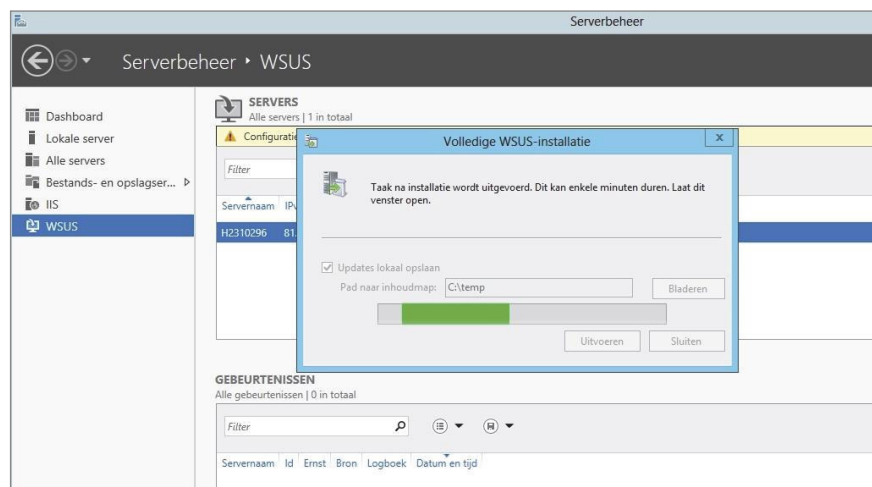 Serverbeheer
Serverbeheer • WSUS
Dashboard
Lokale server
Alle servers
Bestands- en opslagser...
IIS
WSUS
SERVERS
Alle servers | 1 in totaal
Filter
Servernaam
H2310296 81.
Volledige WSUS-installatie
x
Taak na installatie wordt uitgevoerd. Dit kan enkele minuten duren. Laat dit
venster open.
Updates lokaal opslaan
Pad naar inhoudmap: C:\temp Bladeren
Uitvoeren Sluiten
GEBEURTENISSEN
Alle gebeurtenissen | 0 in totaal
Filter
Servernaam Id Ernst Bron Logboek Datum en tijd